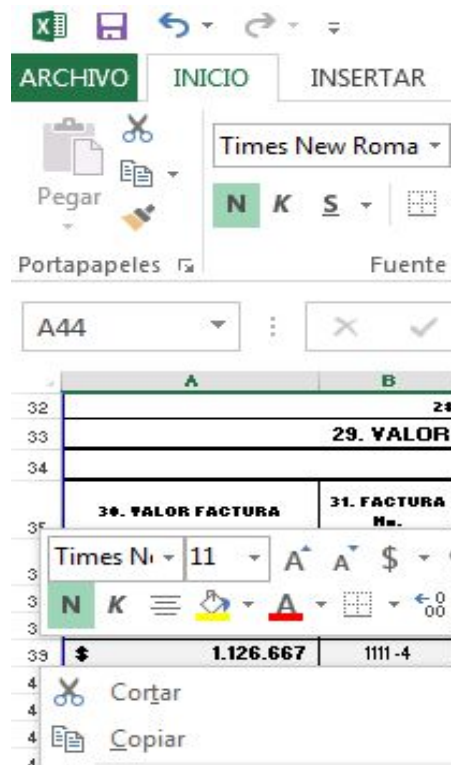 ARCHIVO INICIO INSERTAR
Times New Roma
Pegar
N K S
Portapapeles Fuente
A44
A B
32
33 29. VALOR
34
30. VALOR FACTURA 31. FACTURA
No.
35
Times N 11 A A $
N K A
39 $ 1.126.667 1111 -4
Cortar
Copiar